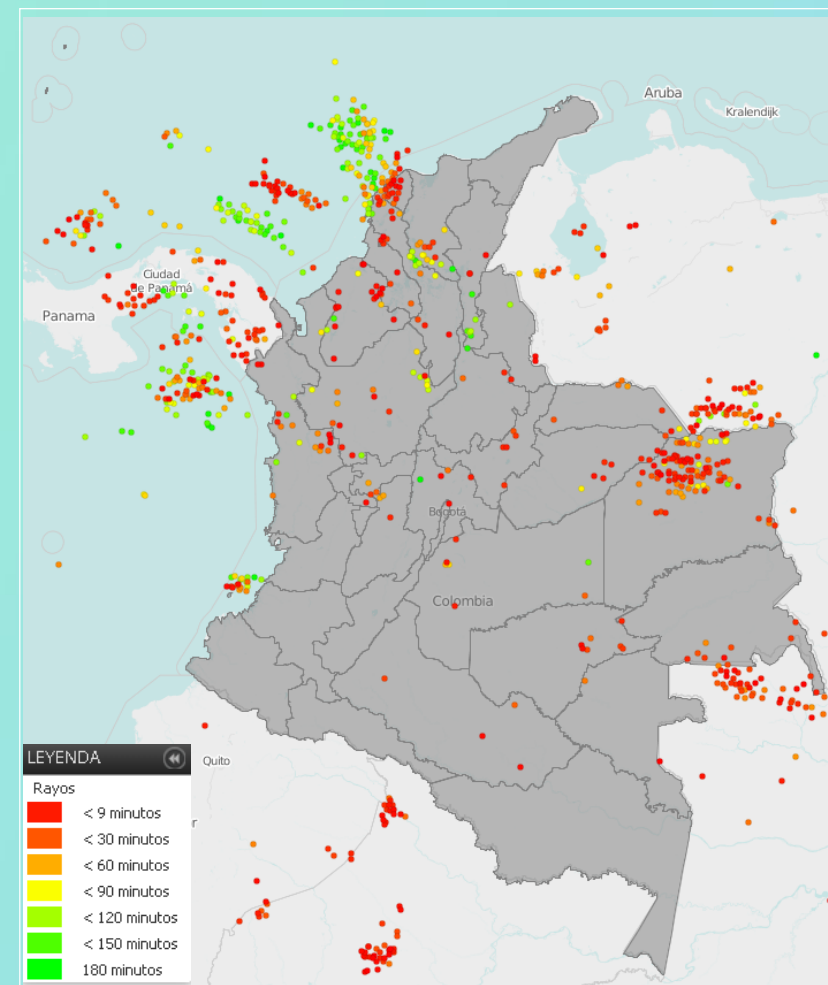 Aruba
Kralendijk
Ciudad
de Panamá
Panama
Bogotá
Colombia
Quito
r
LEYENDA
Rayos
< 9 minutos
< 30 minutos
< 60 minutos
< 90 minutos
< 120 minutos
< 150 minutos
180 minutos